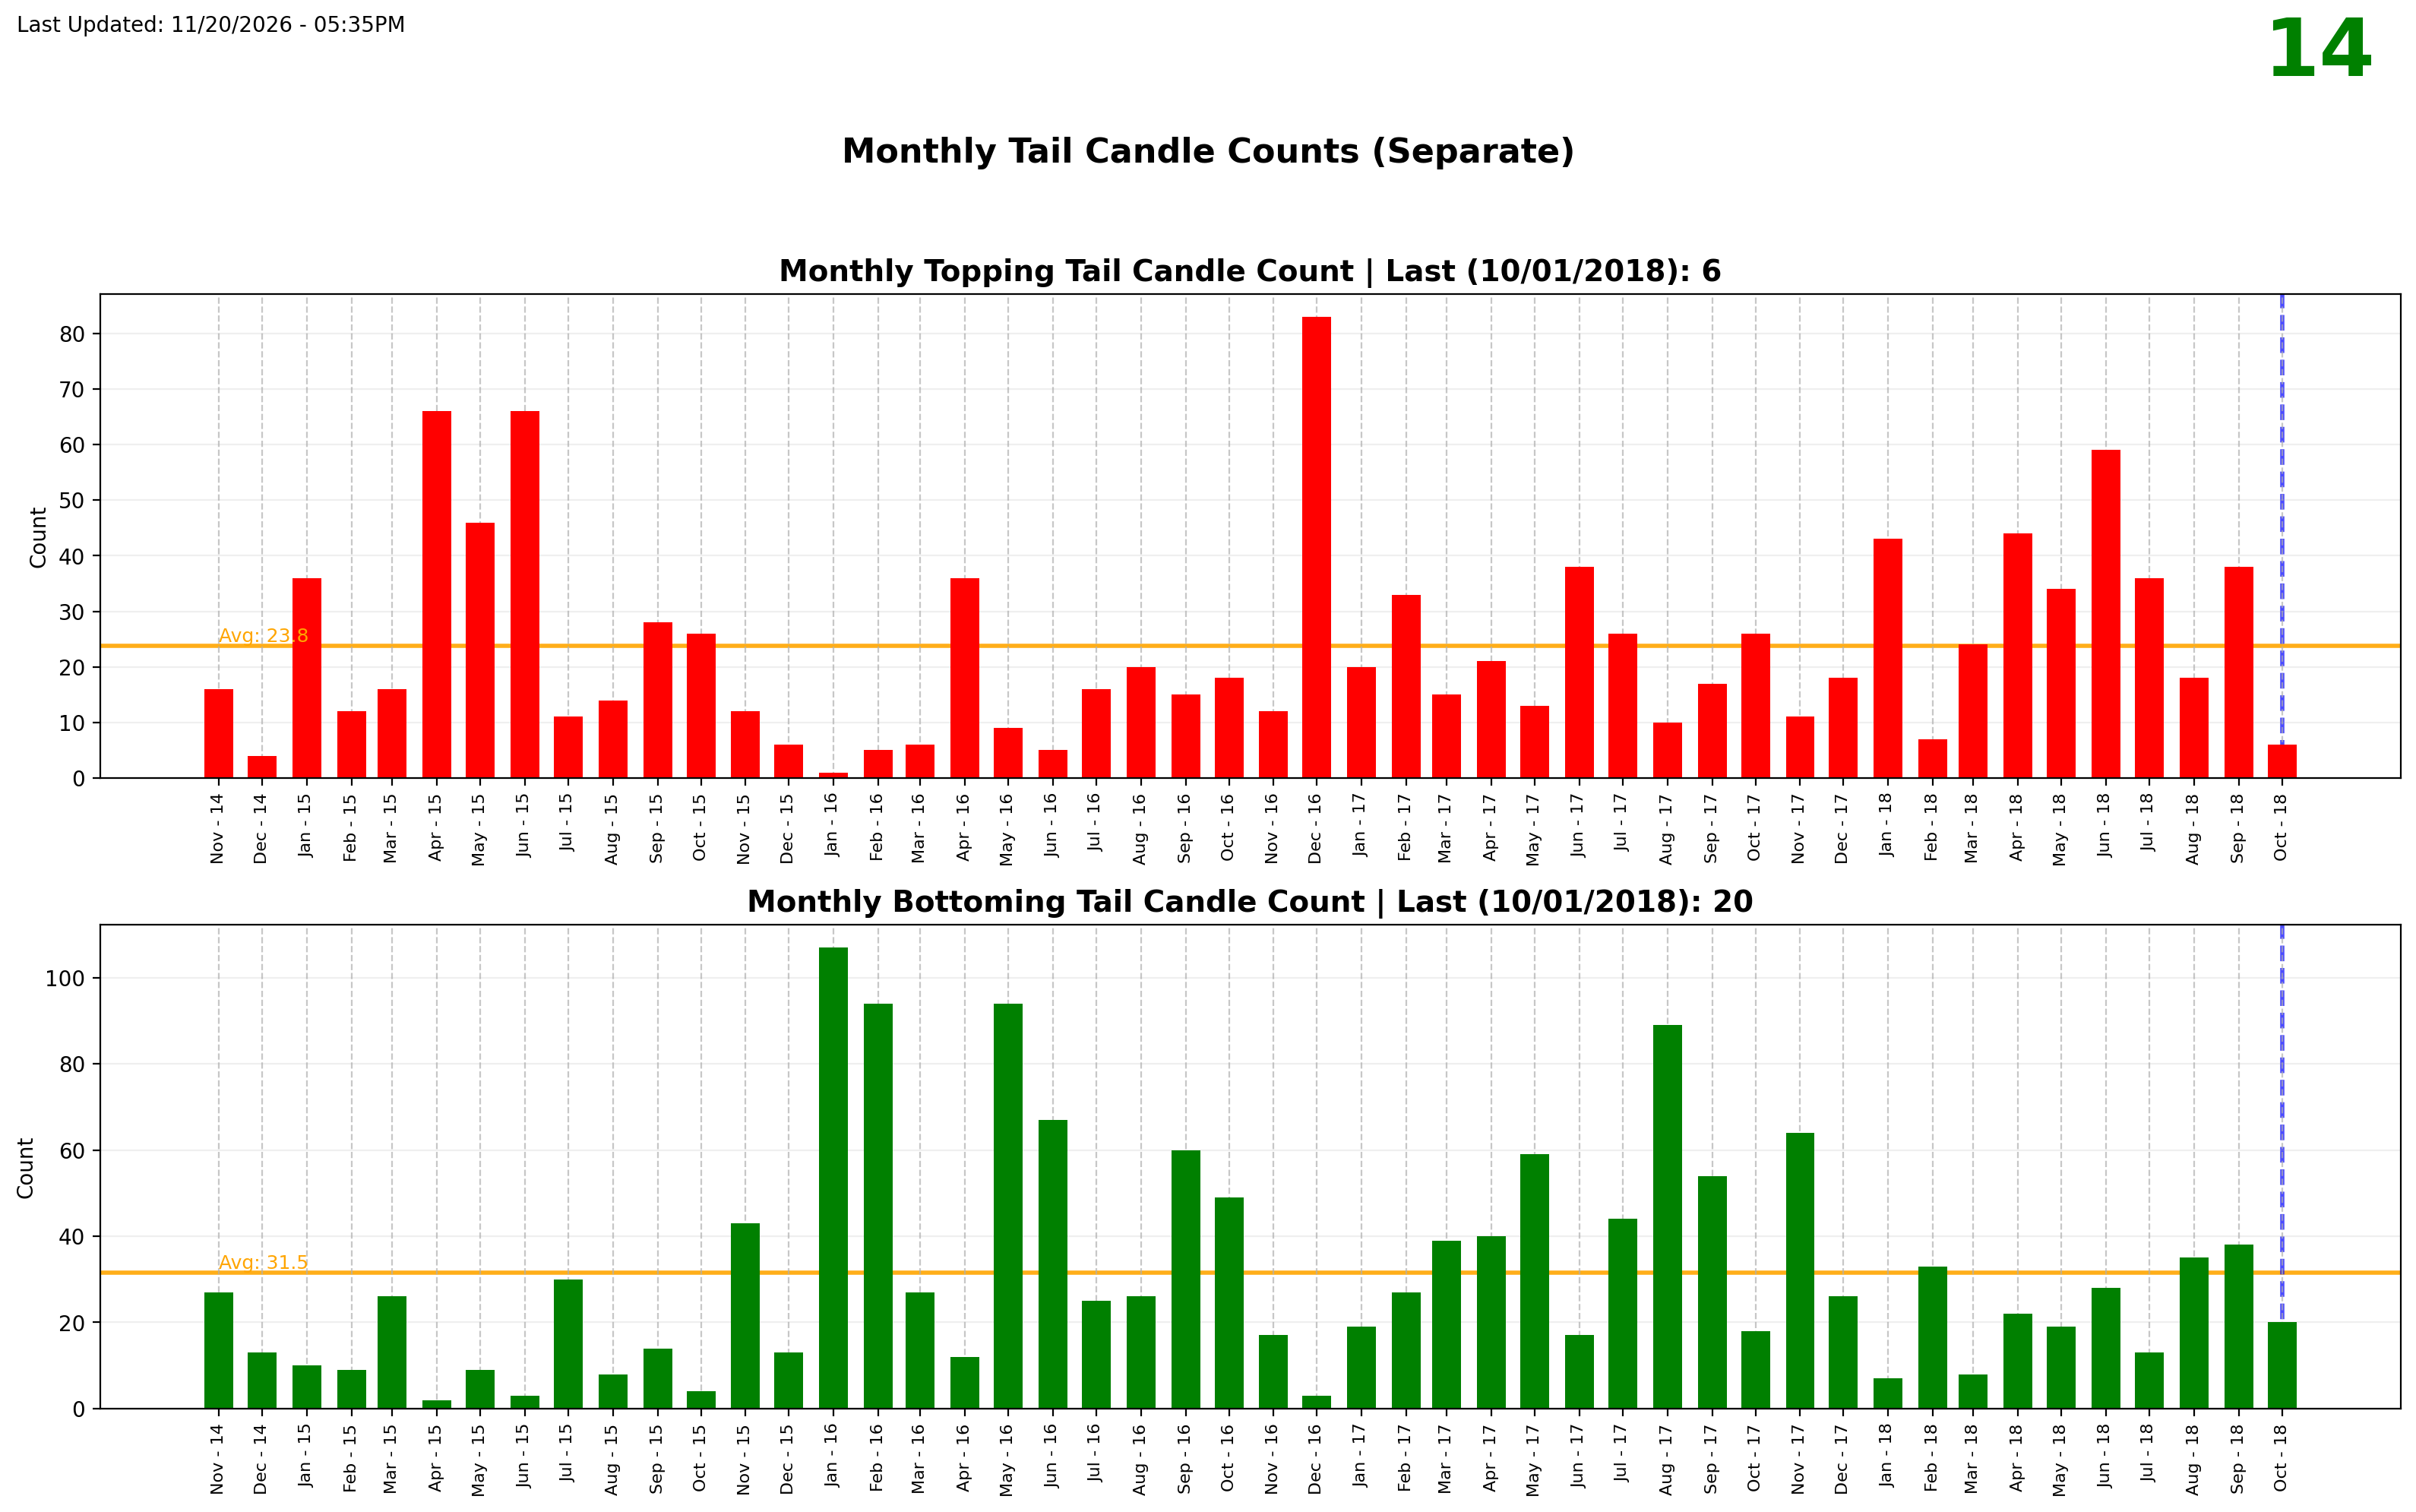 Last Updated: 11/20/2026 - 05:35PM
14
Monthly Tail Candle Counts (Separate)
Monthly Topping Tail Candle Count | Last (10/01/2018): 6
Count
80
70
60
50
40
30
20
10
0
Avg: 23.8
Nov - 14
Dec - 14
Jan - 15
Feb - 15
Mar - 15
Apr - 15
May - 15
Jun - 15
Jul - 15
Aug - 15
Sep - 15
Oct - 15
Nov - 15
Dec - 15
Jan - 16
Feb - 16
Mar - 16
Apr - 16
May - 16
Jun - 16
Jul - 16
Aug - 16
Sep - 16
Oct - 16
Nov - 16
Dec - 16
Jan - 17
Feb - 17
Mar - 17
Apr - 17
May - 17
Jun - 17
Jul - 17
Aug - 17
Sep - 17
Oct - 17
Nov - 17
Dec - 17
Jan - 18
Feb - 18
Mar - 18
Apr - 18
May - 18
Jun - 18
Jul - 18
Aug - 18
Sep - 18
Oct - 18
Monthly Bottoming Tail Candle Count | Last (10/01/2018): 20
Count
100
80
60
40
20
0
Avg: 31.5
Nov - 14
Dec - 14
Jan - 15
Feb - 15
Mar - 15
Apr - 15
May - 15
Jun - 15
Jul - 15
Aug - 15
Sep - 15
Oct - 15
Nov - 15
Dec - 15
Jan - 16
Feb - 16
Mar - 16
Apr - 16
May - 16
Jun - 16
Jul - 16
Aug - 16
Sep - 16
Oct - 16
Nov - 16
Dec - 16
Jan - 17
Feb - 17
Mar - 17
Apr - 17
May - 17
Jun - 17
Jul - 17
Aug - 17
Sep - 17
Oct - 17
Nov - 17
Dec - 17
Jan - 18
Feb - 18
Mar - 18
Apr - 18
May - 18
Jun - 18
Jul - 18
Aug - 18
Sep - 18
Oct - 18